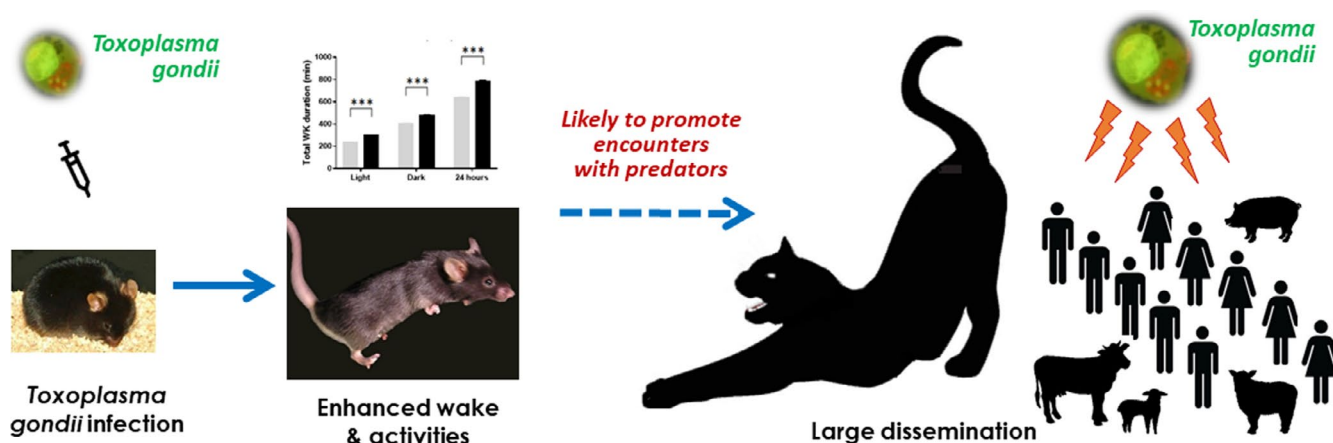 Toxoplasma
gondii
Toxoplasma
gondii infection
Total WK duration (min)
1000
800
600
400
200
0
***
***
***
Light
Dark
24 hours
Enhanced wake
& activities
Likely to promote
encounters
with predators
Toxoplasma
gondii
Large dissemination